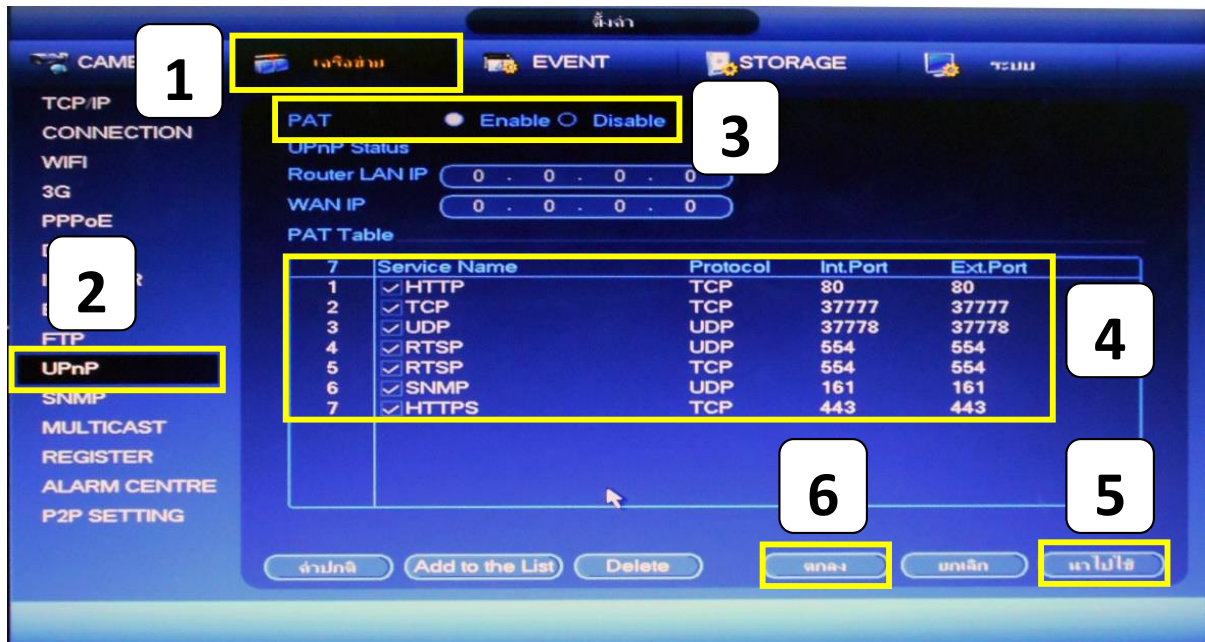 ตั้งค่า
1
CAME เครือข่าย EVENT STORAGE ระบบ
TCP/IP
CONNECTION
WIFI
3G
PPPoE
2
FTP
UPnP
SNMP
MULTICAST
REGISTER
ALARM CENTRE
P2P SETTING
PAT Enable Disable
3
UPnP Status
Router LAN IP 0 . 0 . 0 . 0
WAN IP 0 . 0 . 0 . 0
PAT Table
7 Service Name Protocol Int.Port Ext.Port
1 HTTP TCP 80 80
2 TCP TCP 37777 37777
3 UDP UDP 37778 37778
4 RTSP UDP 554 554
5 RTSP TCP 554 554
6 SNMP UDP 161 161
7 HTTPS TCP 443 443
4
6 5
ค่าปกติ Add to the List Delete ตกลง ยกเลิก นาไปใช้